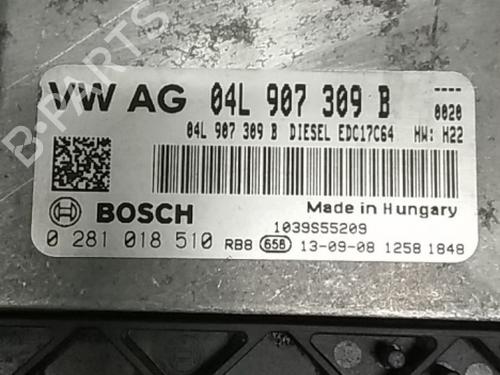 B-PARTS
VW AG 04L 907 309 B ----
0020
04L 907 309 B DIESEL EDC17C64 HW: H22
BOSCH Made in Hungary
1039S55209
0 281 018 510 RB8 658 13-09-08 1258 1848